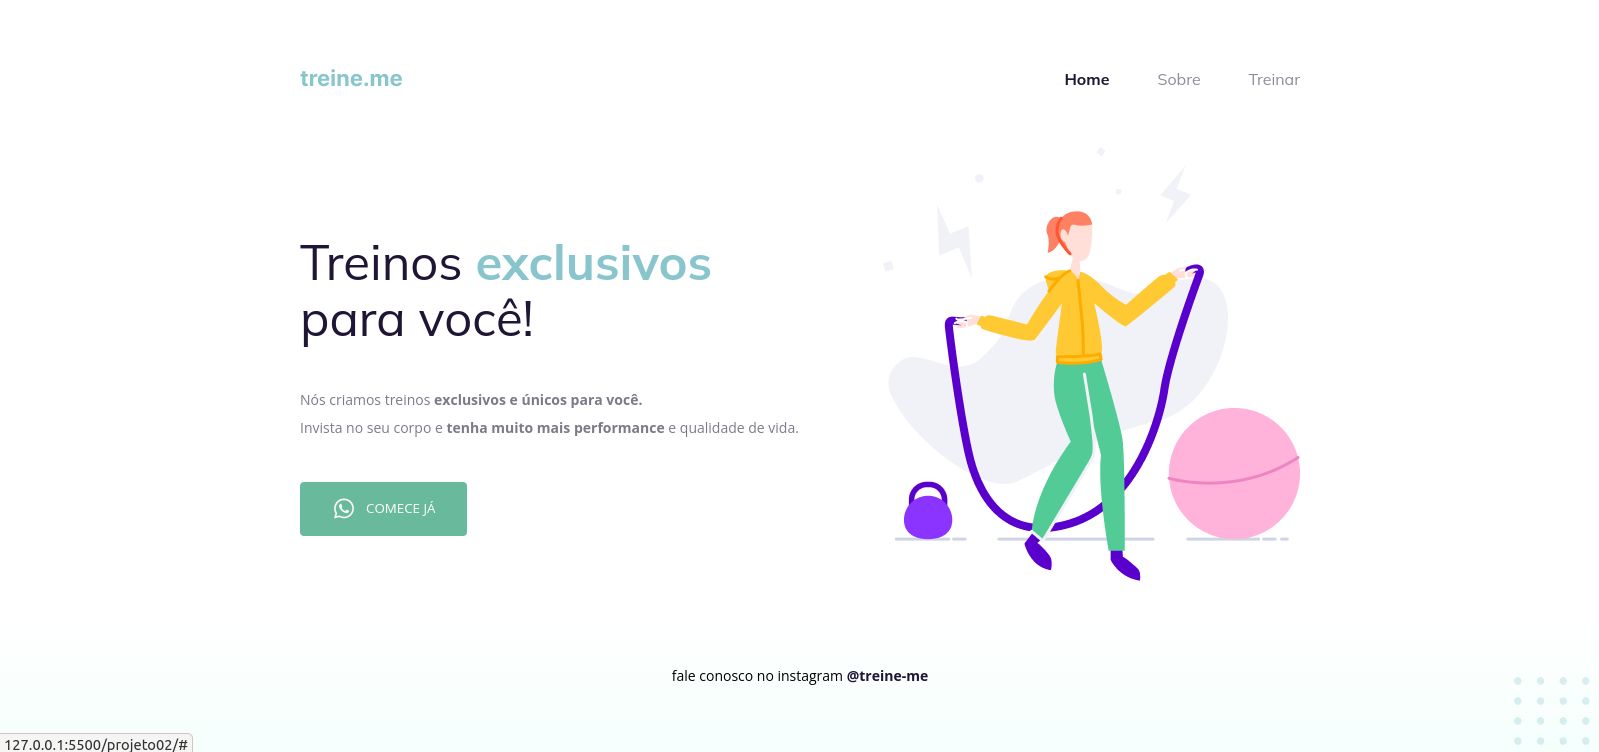 treine.me
Home Sobre Treinar
Treinos exclusivos
para você!
Nós criamos treinos exclusivos e únicos para você.
Invista no seu corpo e tenha muito mais performance e qualidade de vida.
COMECE JÁ
fale conosco no instagram @treine-me
127.0.0.1:5500/projeto02/#